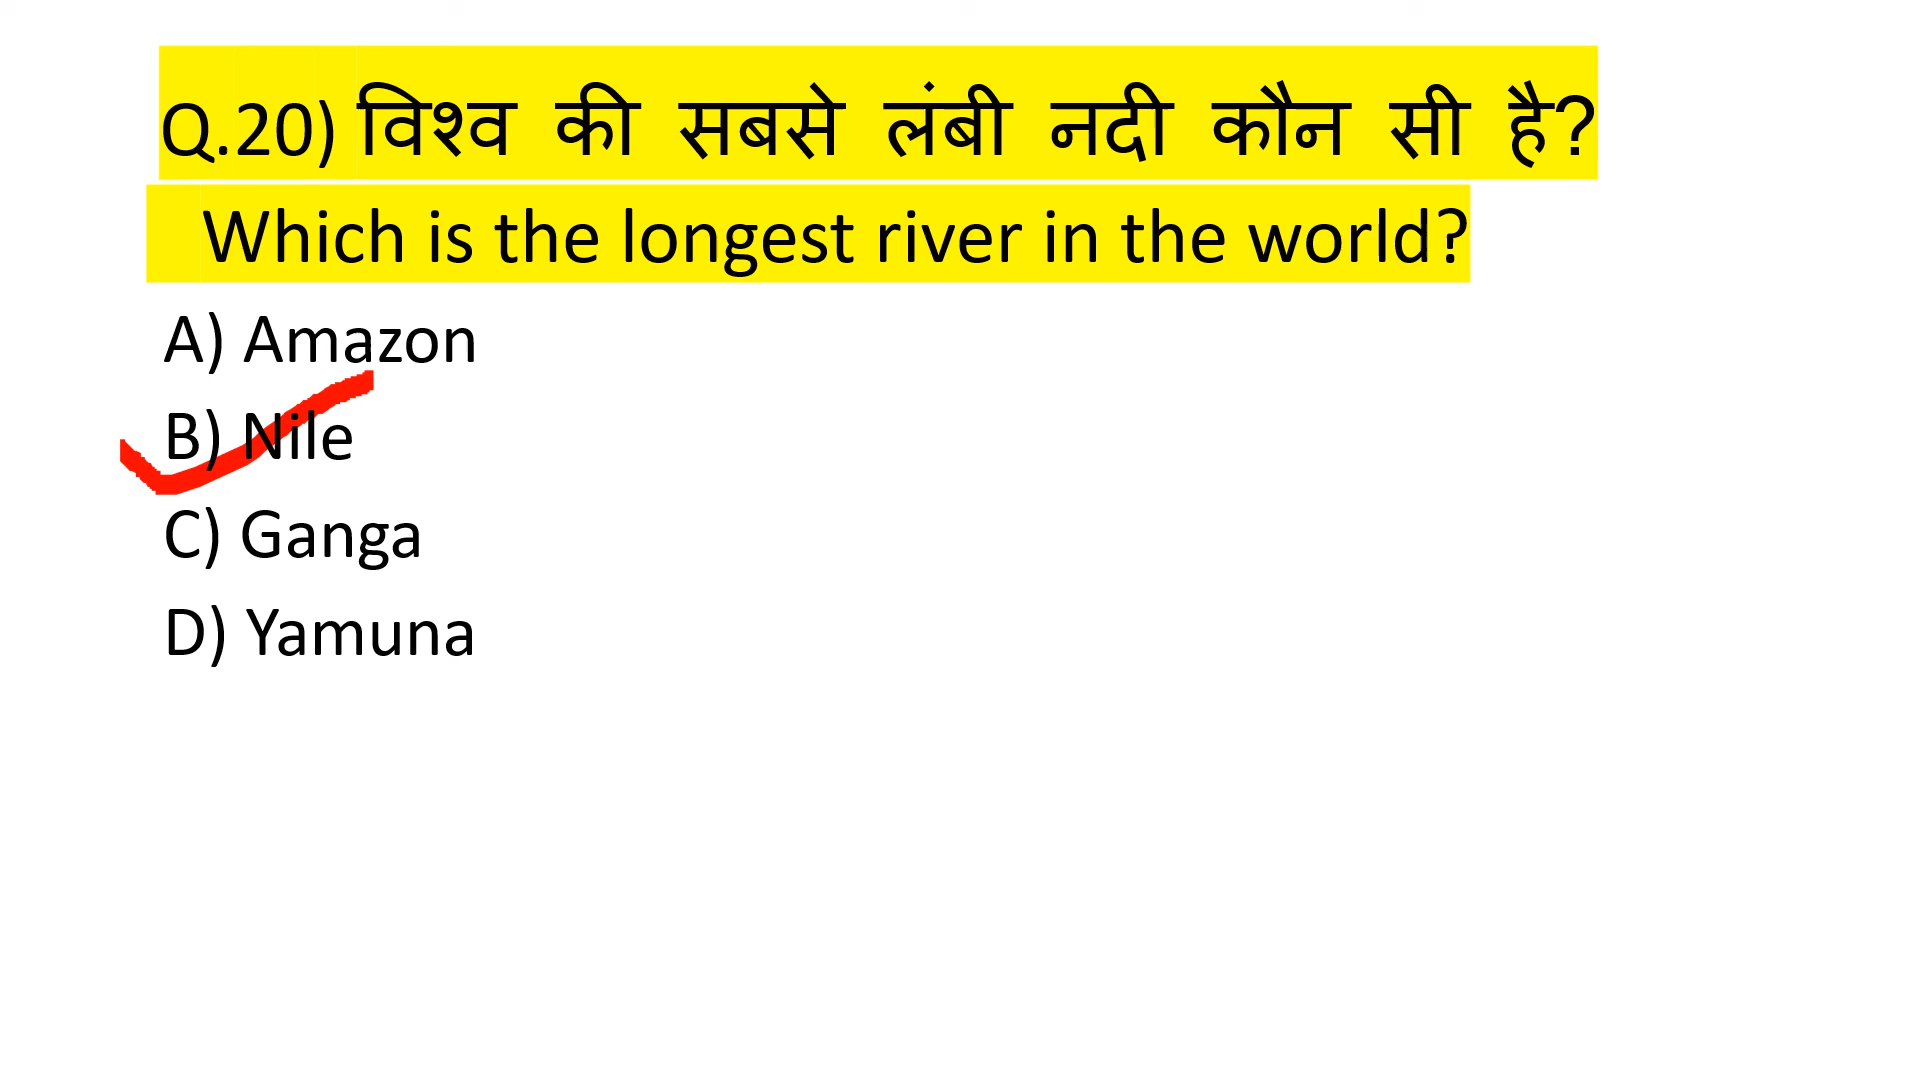 Q.20) विश्व की सबसे लंबी नदी कौन सी है?
Which is the longest river in the world?
A) Amazon
B) Nile
C) Ganga
D) Yamuna